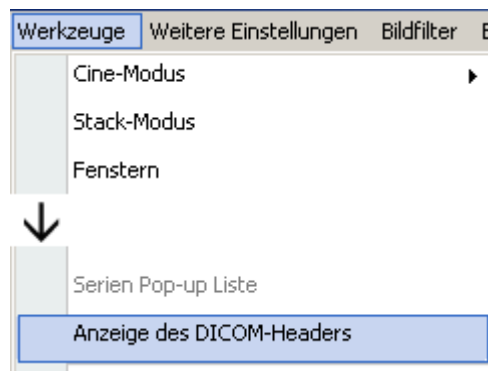 Werkzeuge Weitere Einstellungen Bildfilter
Cine-Modus
Stack-Modus
Fenstern
Serien Pop-up Liste
Anzeige des DICOM-Headers